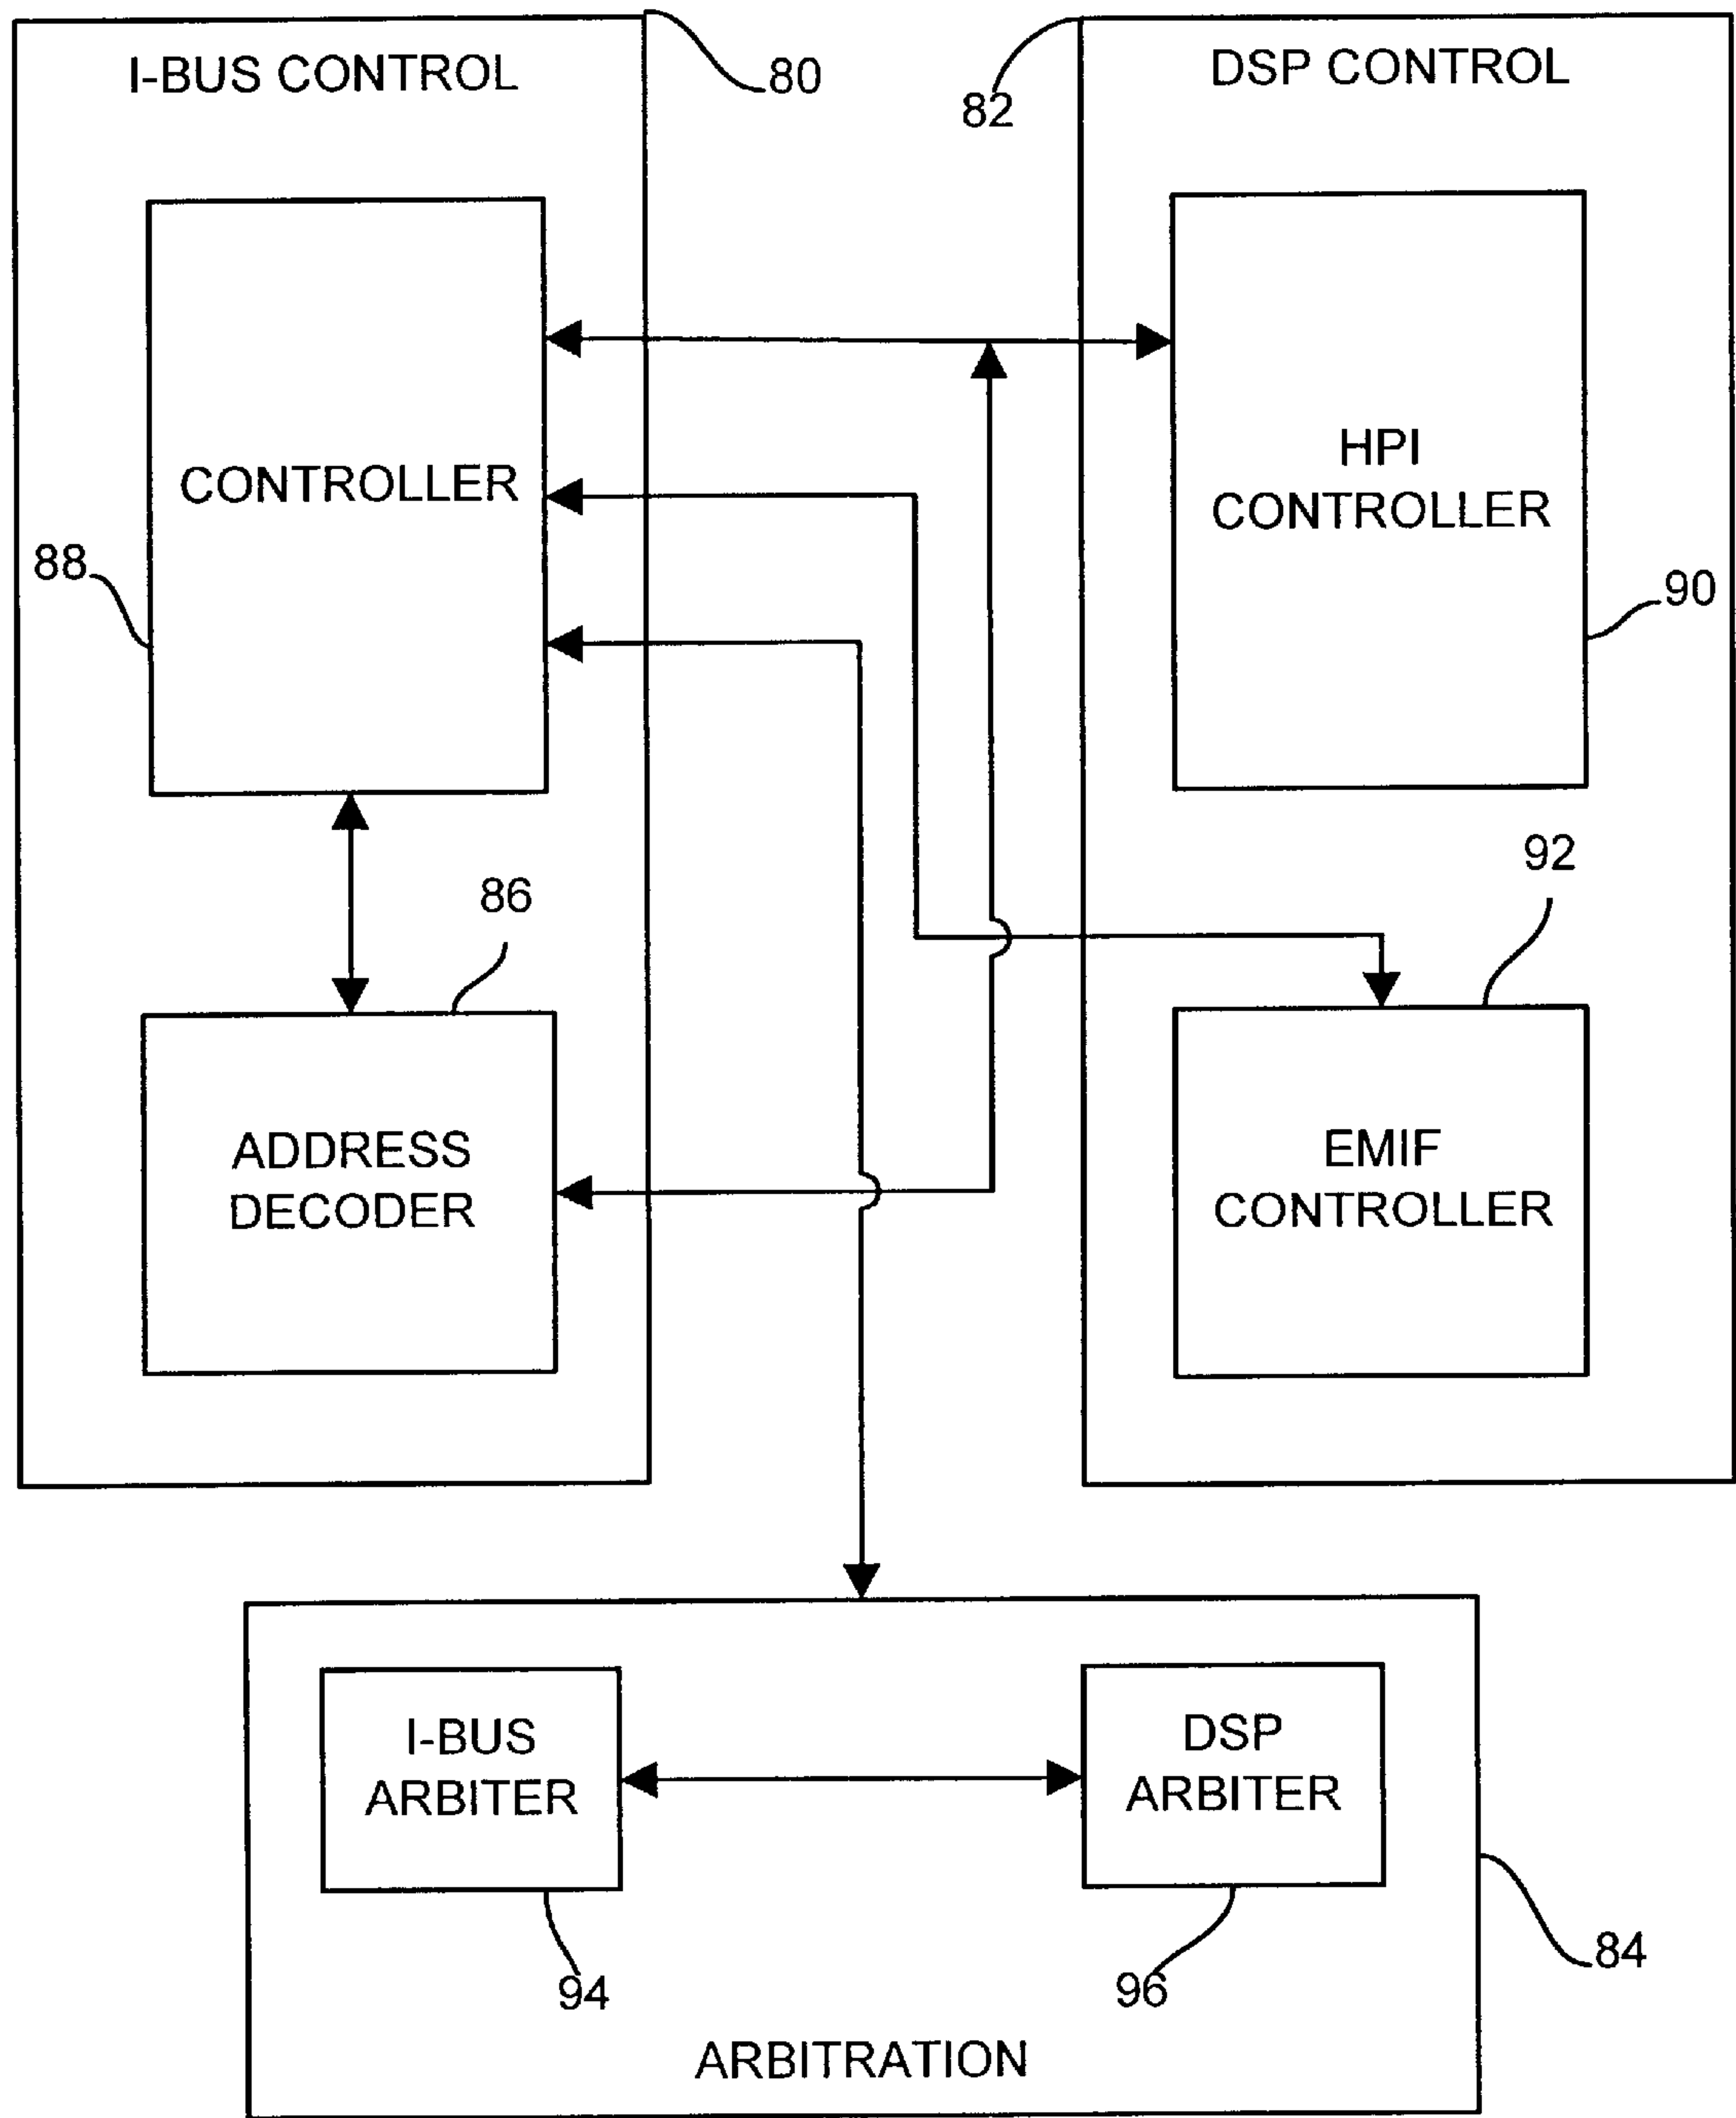 I-BUS CONTROL
80
82
DSP CONTROL
CONTROLLER
88
HPI
CONTROLLER
90
86
ADDRESS
DECODER
92
EMIF
CONTROLLER
I-BUS
ARBITER
94
DSP
ARBITER
96
84
ARBITRATION